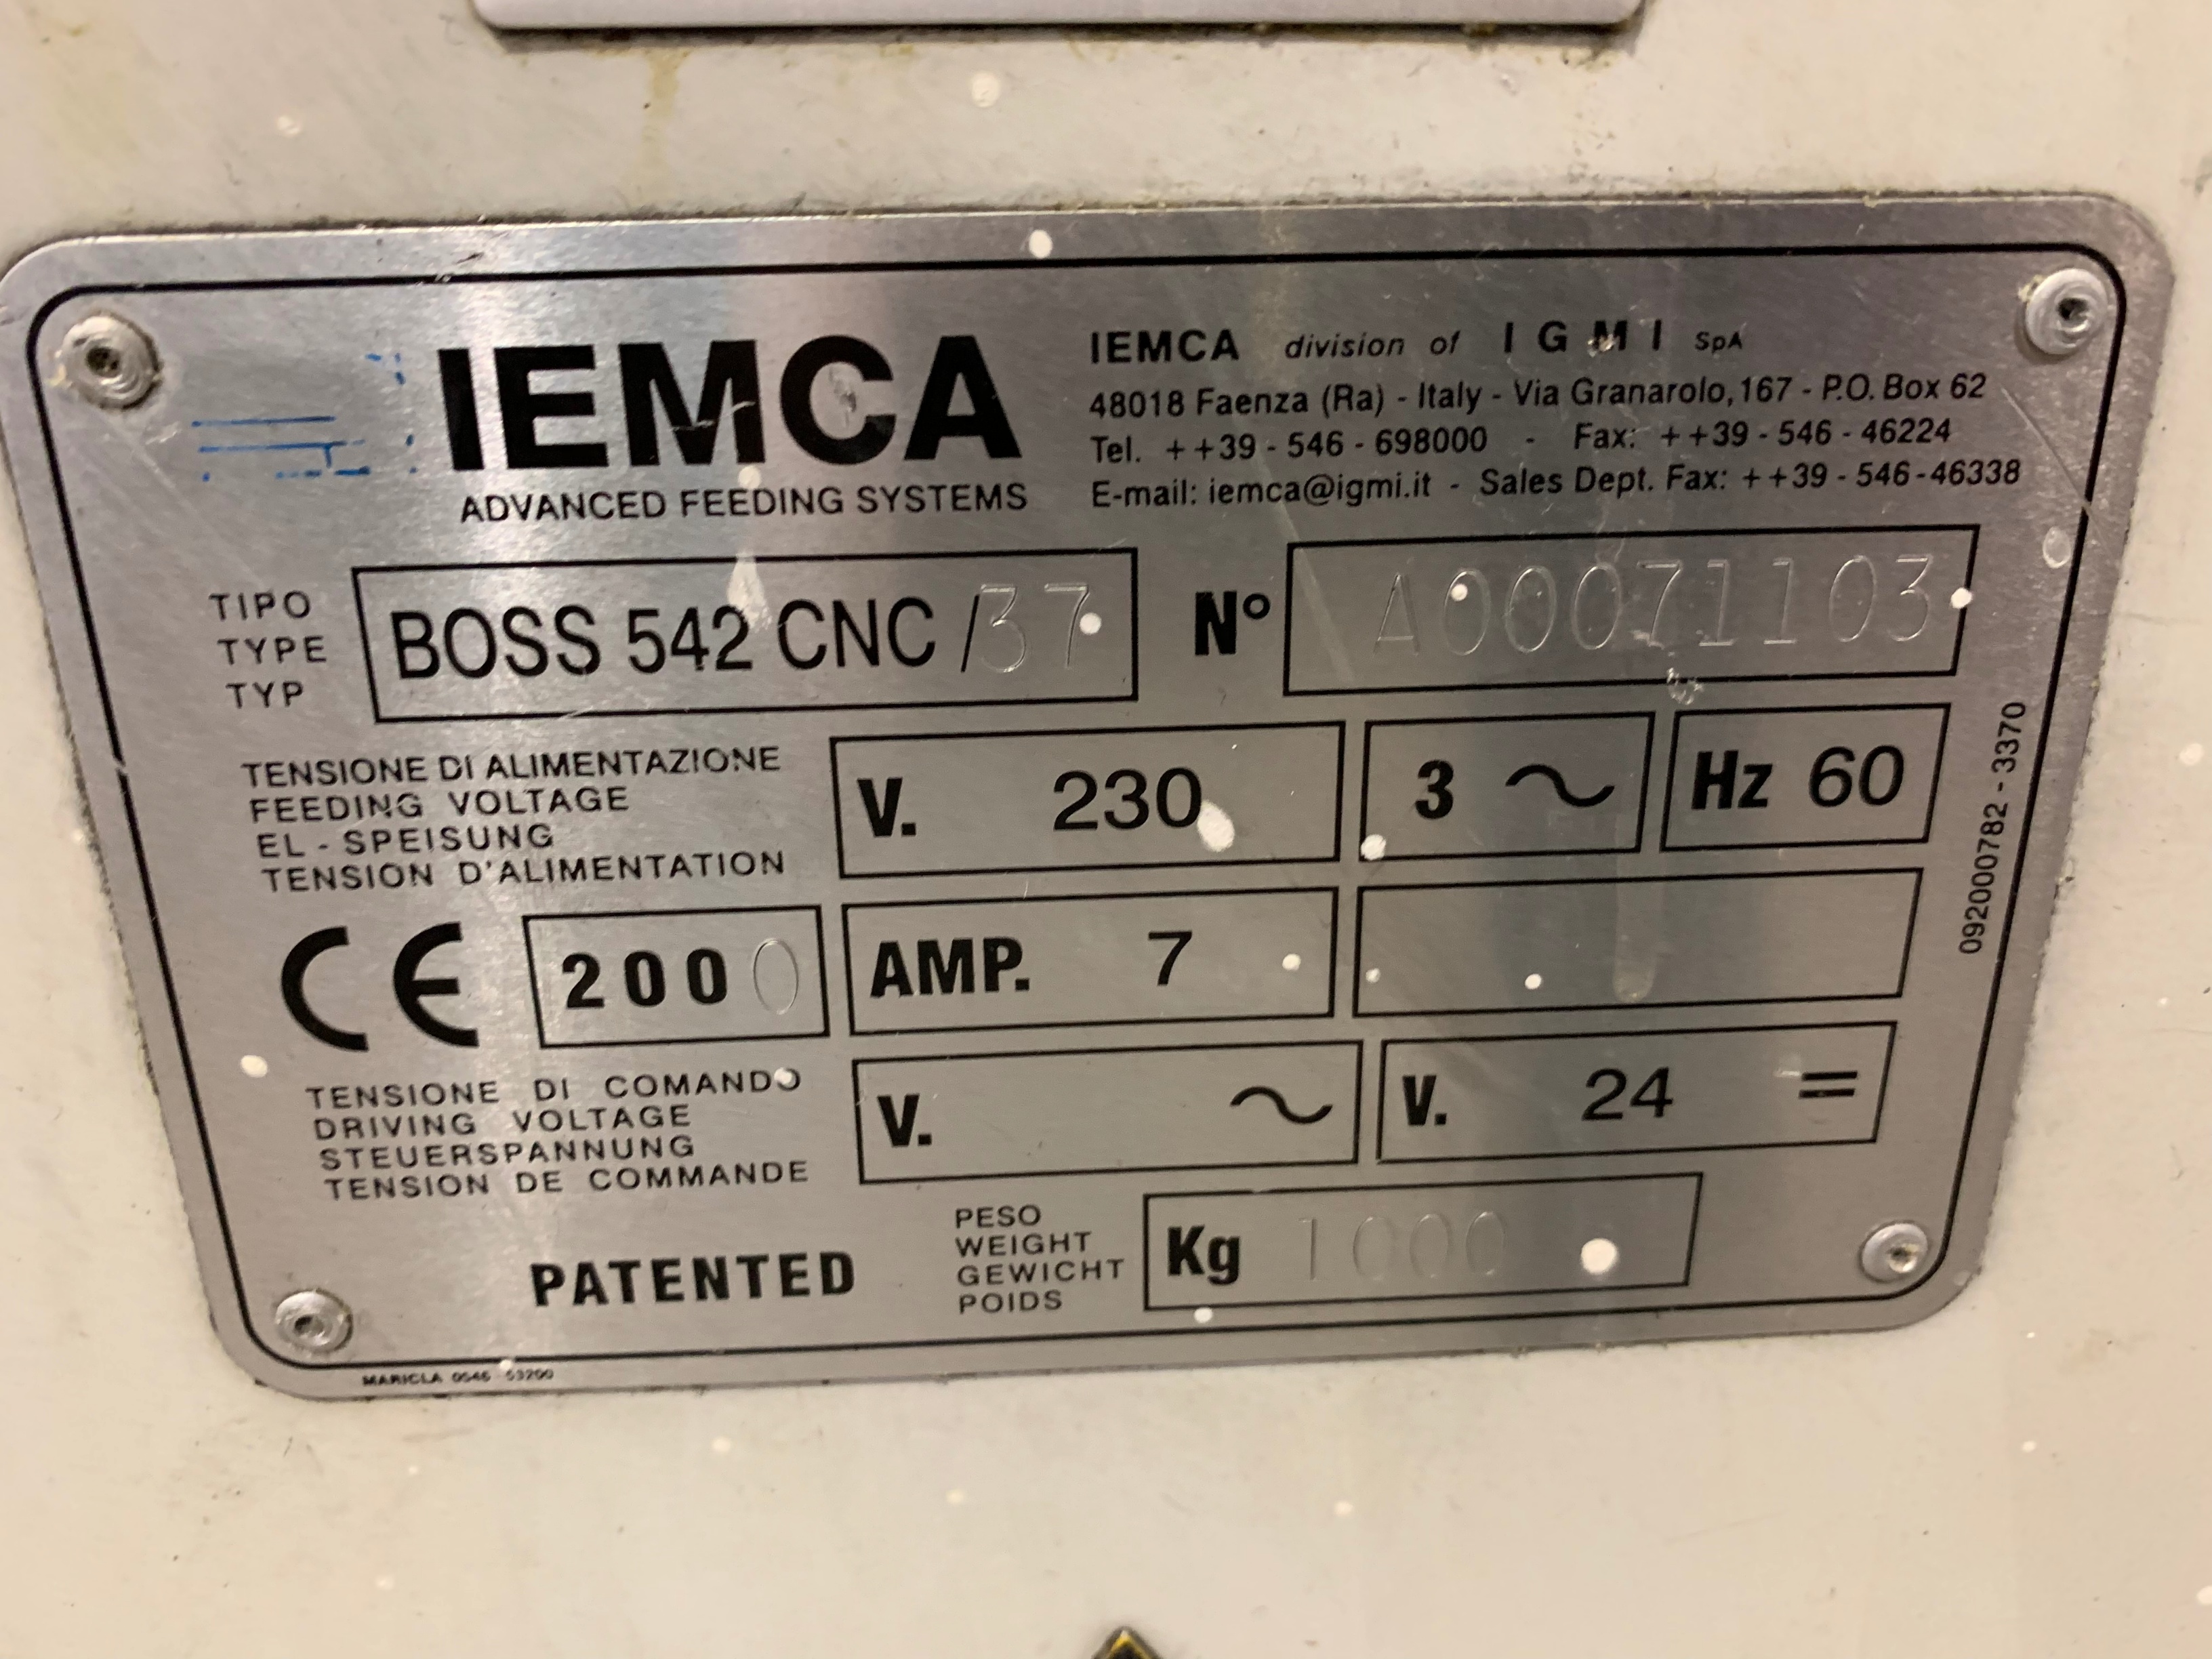 IEMCA
ADVANCED FEEDING SYSTEMS
IEMCA division of IGMI SpA
48018 Faenza (Ra) - Italy - Via Granarolo, 167 - P.O. Box 62
Tel. ++39 - 546 - 698000 - Fax: ++39 - 546 - 46224
E-mail: iemca@igmi.it - Sales Dept. Fax: ++39 - 546 - 46338
TIPO
TYPE
TYP
BOSS 542 CNC /37
N° A00071103
TENSIONE DI ALIMENTAZIONE
FEEDING VOLTAGE
EL - SPEISUNG
TENSION D'ALIMENTATION
V. 230
3 ~
Hz 60
CE
2000
AMP. 7
TENSIONE DI COMANDO
DRIVING VOLTAGE
STEUERSPANNUNG
TENSION DE COMMANDE
V. ~
V. 24 =
PATENTED
PESO
WEIGHT
GEWICHT
POIDS
Kg 1000
092000782 - 3370
MARICLA 0546 53200